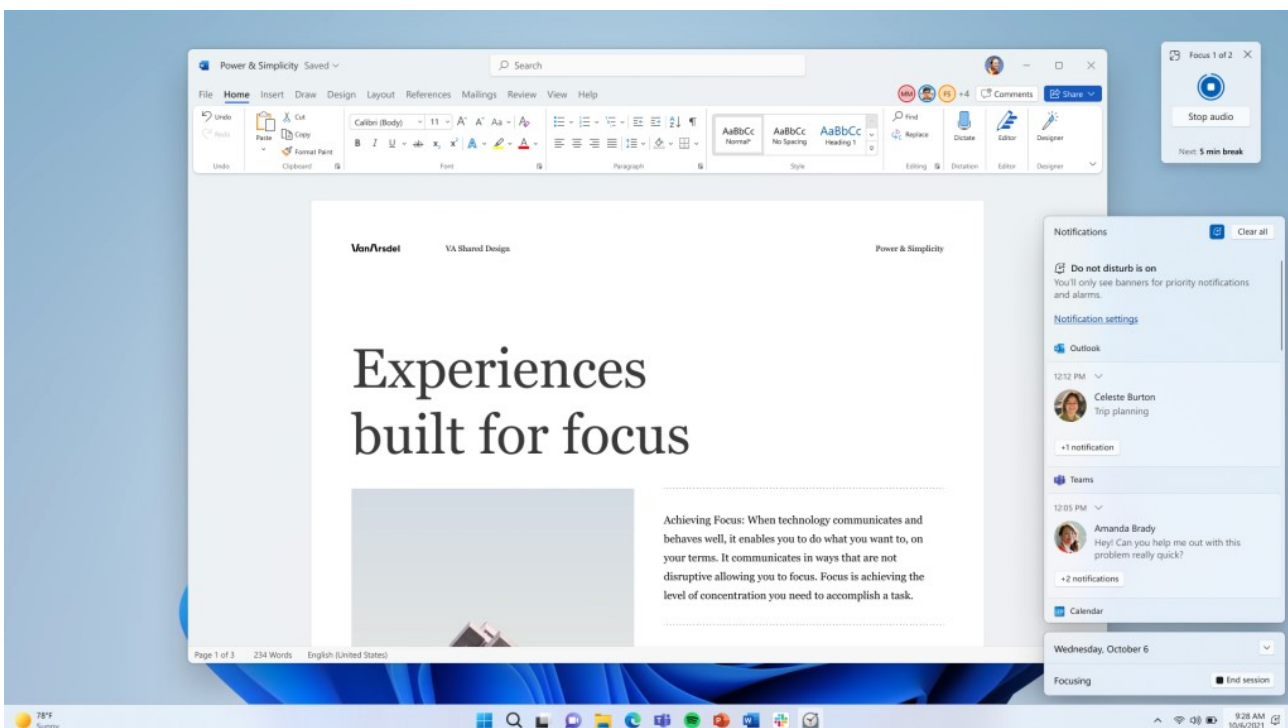 Power & Simplicity Saved
Search
File Home Insert Draw Design Layout References Mailings Review View Help
MM PS +4 Comments Share
Undo
Redo
Undo
Paste
Cut
Copy
Format Paint
Clipboard
Calibri (Body) 11
Font
Paragraph
AaBbCc Normal
AaBbCc No Spacing
AaBbCc Heading 1
Style
Find
Replace
Editing
Dictate
Dictation
Editor
Editor
Designer
Designer
VanArsdel
VA Shared Design
Power & Simplicity
Experiences
built for focus
Achieving Focus: When technology communicates and
behaves well, it enables you to do what you want to, on
your terms. It communicates in ways that are not
disruptive allowing you to focus. Focus is achieving the
level of concentration you need to accomplish a task.
Page 1 of 3 234 Words English (United States)
Focus 1 of 2
Stop audio
Next: 5 min break
Notifications
Clear all
Do not disturb is on
You'll only see banners for priority notifications
and alarms.
Notification settings
Outlook
12:12 PM
Celeste Burton
Trip planning
+1 notification
Teams
12:05 PM
Amanda Brady
Hey! Can you help me out with this
problem really quick?
+2 notifications
Calendar
Wednesday, October 6
Focusing
End session
78°F
Sunny
9:28 AM
10/6/2021